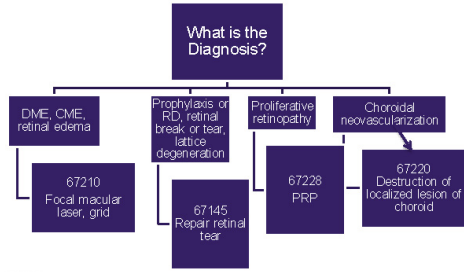 What is the
Diagnosis?
DME, CME,
retinal edema
Prophylaxis or
RD, retinal
break or tear,
lattice
degeneration
Proliferative
retinopathy
Choroidal
neovascularization
67210
Focal macular
laser, grid
67145
Repair retinal
tear
67228
PRP
67220
Destruction of
localized lesion of
choroid